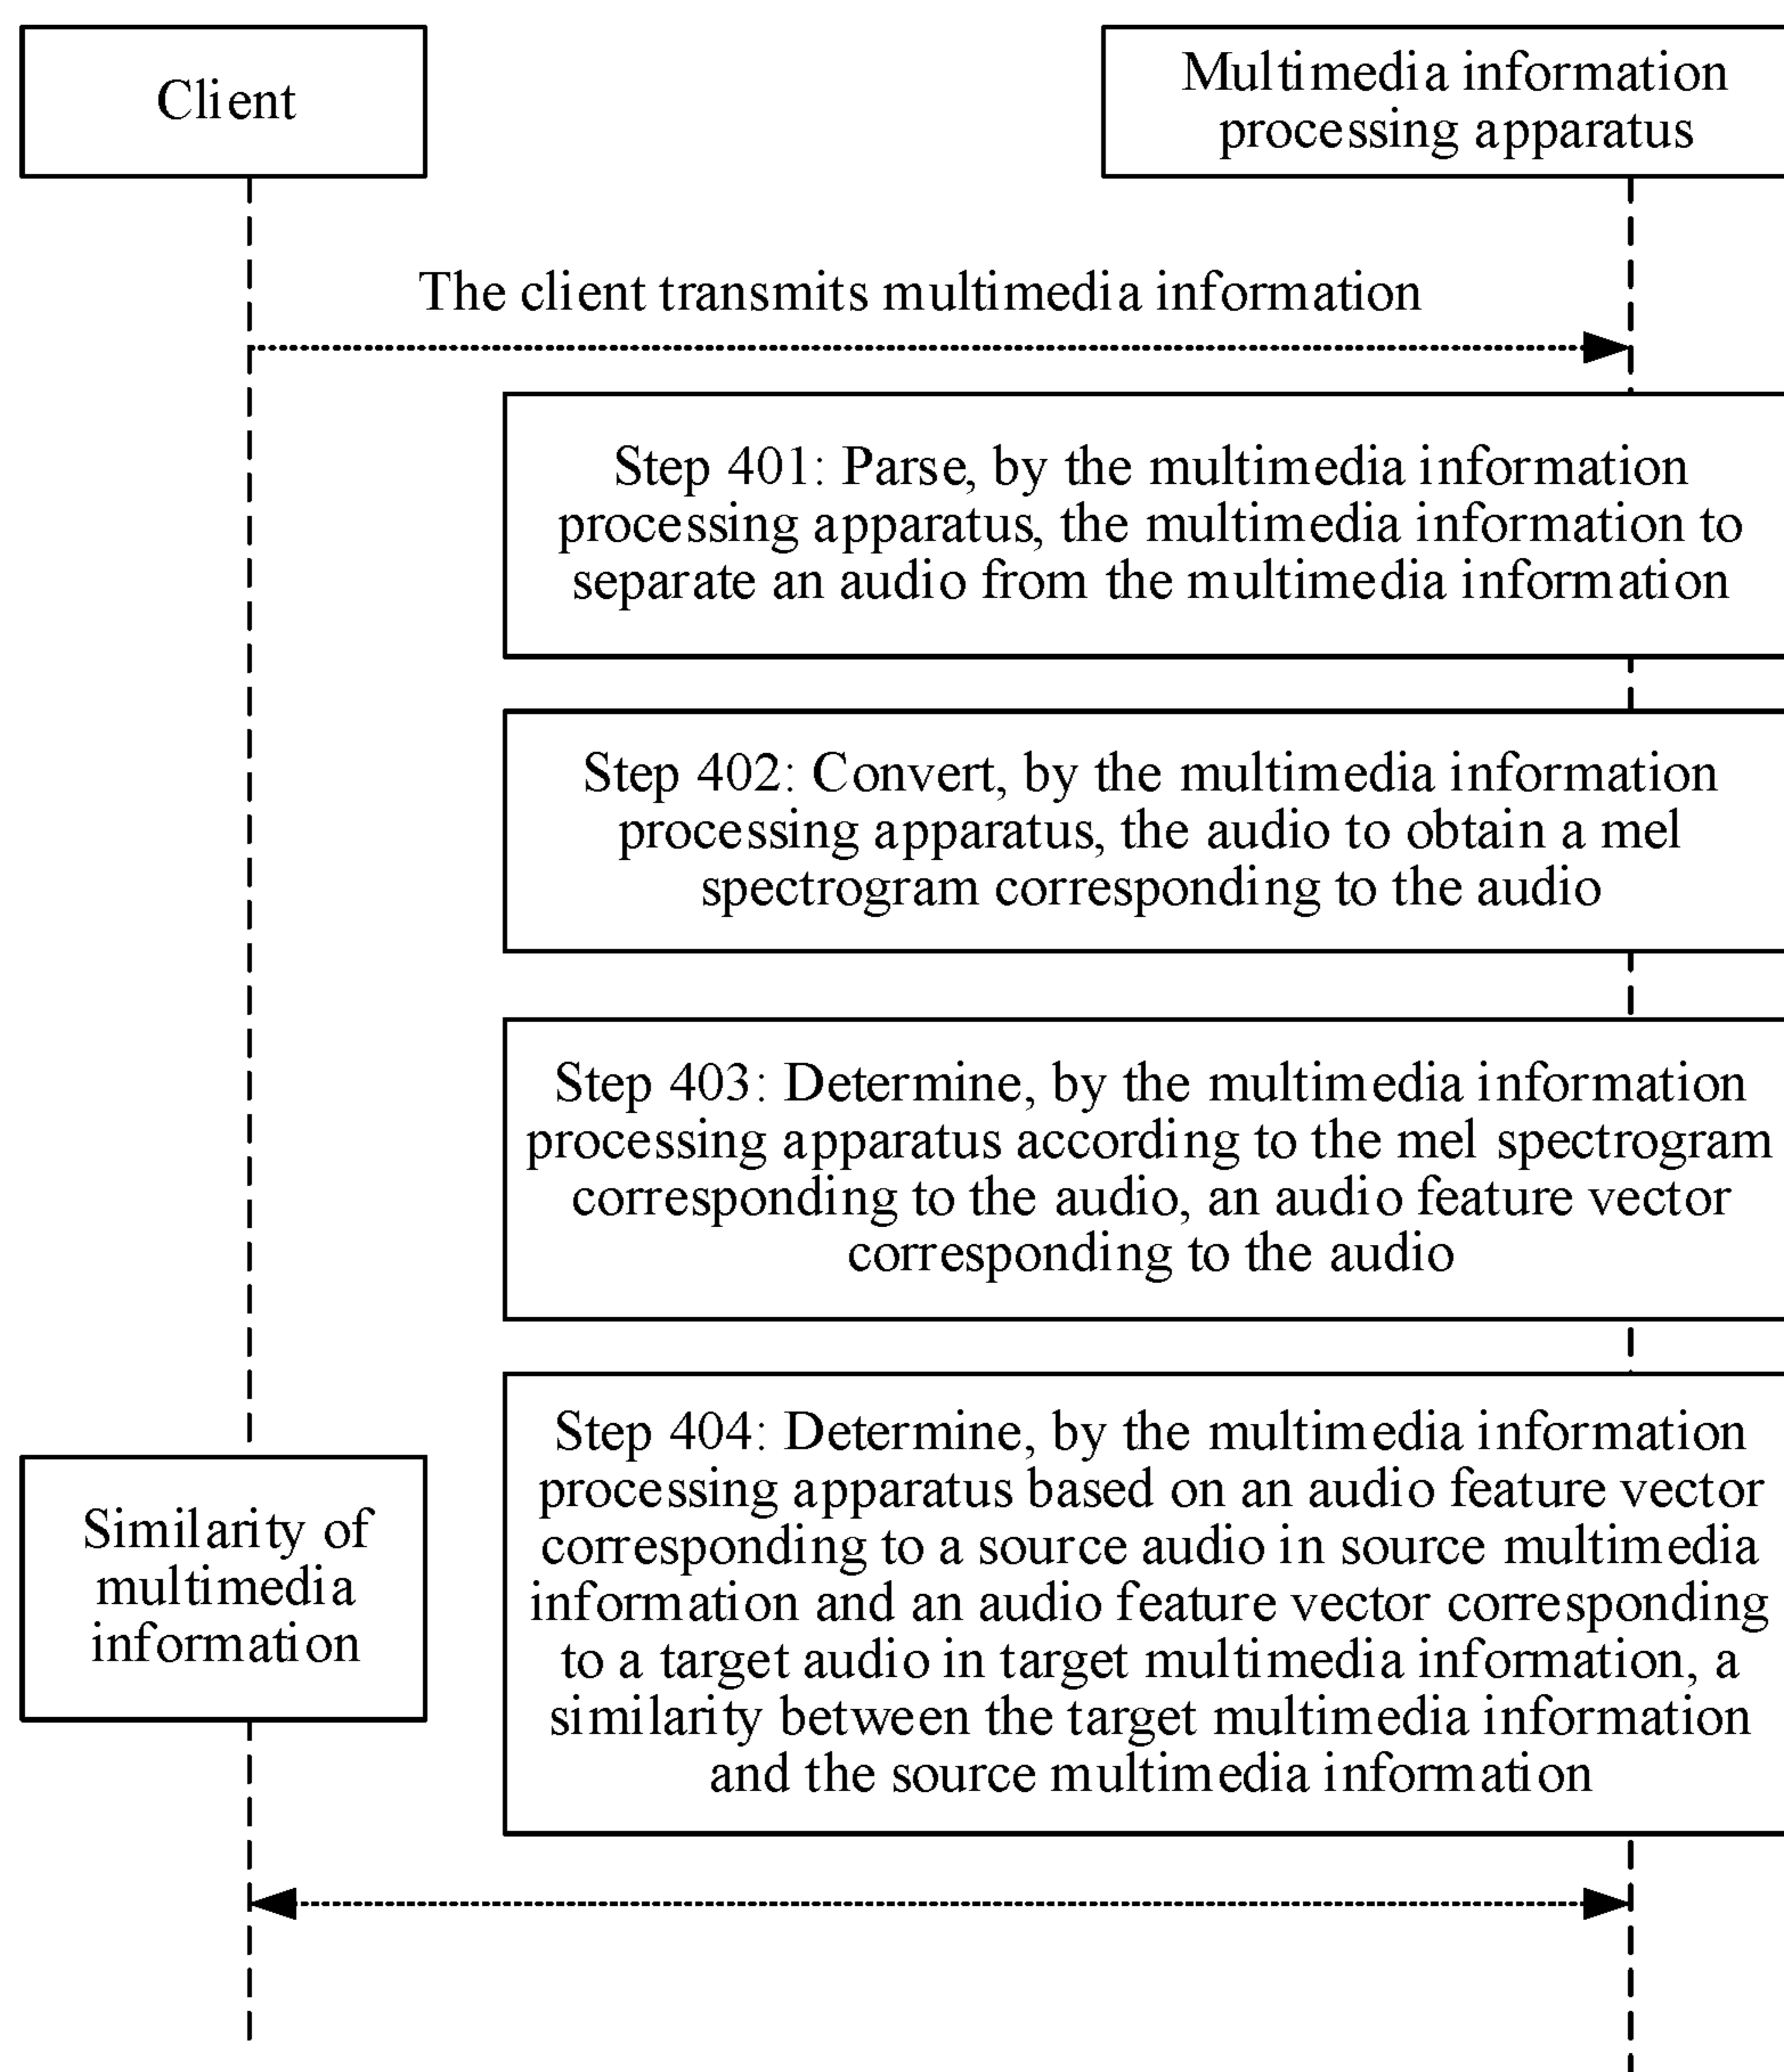 Client
Multimedia information
processing apparatus
The client transmits multimedia information
Step 401: Parse, by the multimedia information
processing apparatus, the multimedia information to
separate an audio from the multimedia information
Step 402: Convert, by the multimedia information
processing apparatus, the audio to obtain a mel
spectrogram corresponding to the audio
Step 403: Determine, by the multimedia information
processing apparatus according to the mel spectrogram
corresponding to the audio, an audio feature vector
corresponding to the audio
Step 404: Determine, by the multimedia information
processing apparatus based on an audio feature vector
corresponding to a source audio in source multimedia
information and an audio feature vector corresponding
to a target audio in target multimedia information, a
similarity between the target multimedia information
and the source multimedia information
Similarity of
multimedia
information